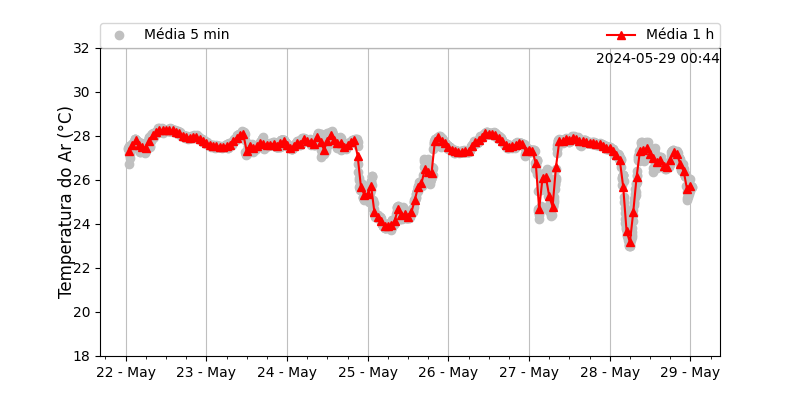 Média 5 min
Média 1 h
2024-05-29 00:44
Temperatura do Ar (°C)
32
30
28
26
24
22
20
18
22 - May
23 - May
24 - May
25 - May
26 - May
27 - May
28 - May
29 - May